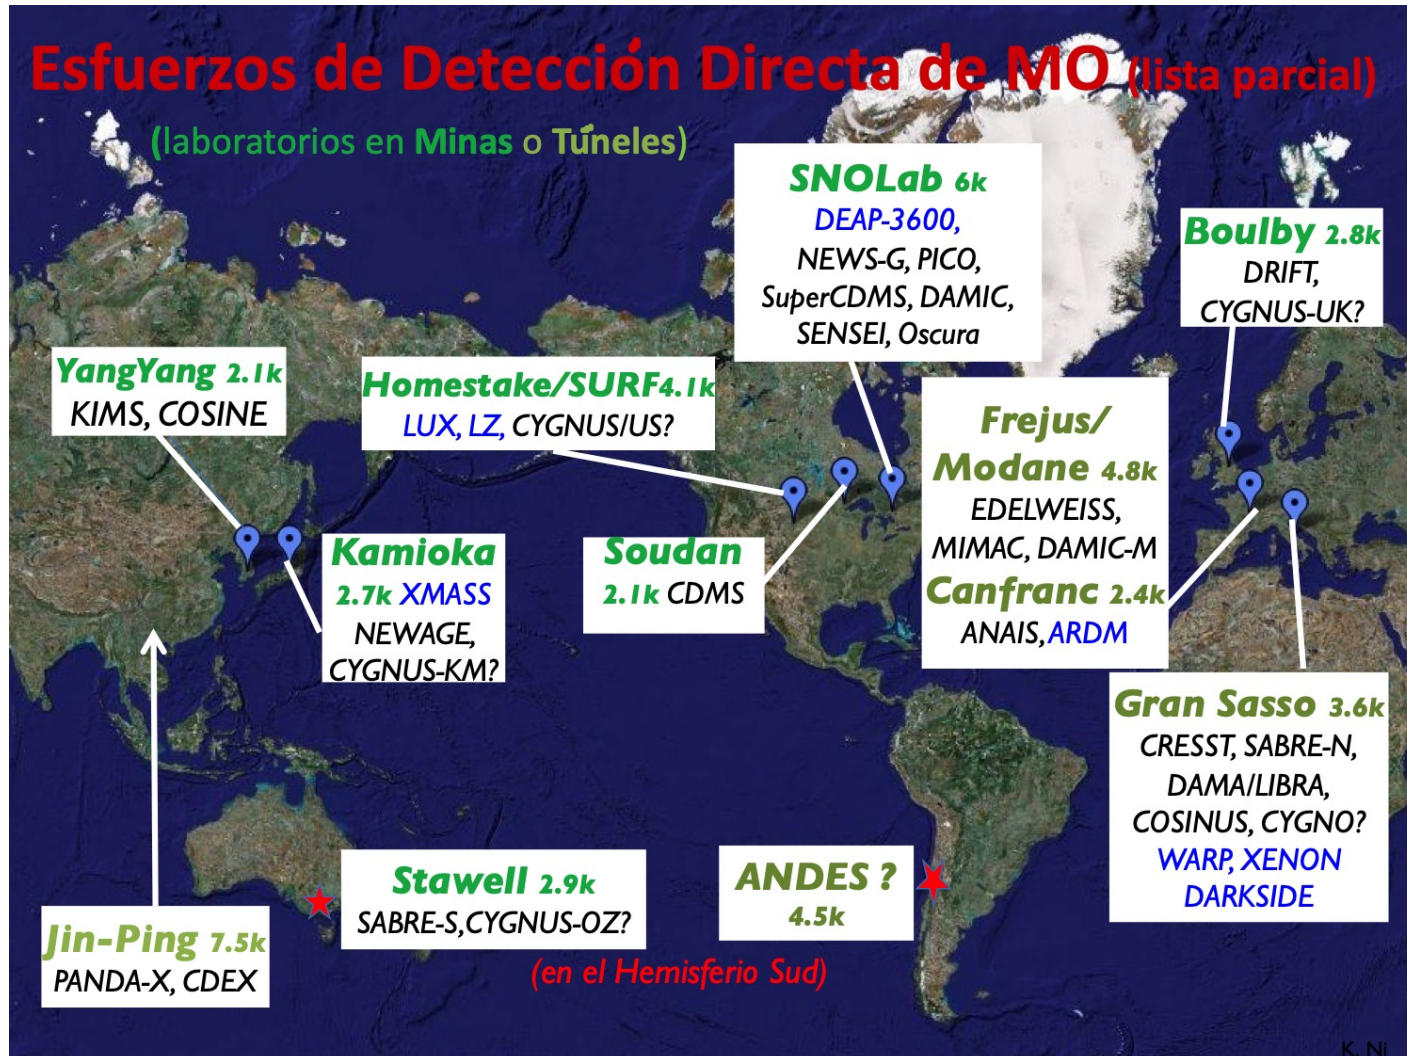 Esfuerzos de Detección Directa de MO (lista parcial)
(laboratorios en Minas o Túneles)
SNOLab 6k
DEAP-3600,
NEWS-G, PICO,
SuperCDMS, DAMIC,
SENSEI, Oscura
Boulby 2.8k
DRIFT,
CYGNUS-UK?
YangYang 2.1k
KIMS, COSINE
Homestake/SURF4.1k
LUX, LZ, CYGNUS/US?
Frejus/
Modane 4.8k
EDELWEISS,
MIMAC, DAMIC-M
Canfranc 2.4k
ANAIS, ARDM
Kamioka
2.7k XMASS
NEWAGE,
CYGNUS-KM?
Soudan
2.1k CDMS
Gran Sasso 3.6k
CRESST, SABRE-N,
DAMA/LIBRA,
COSINUS, CYGNO?
WARP, XENON
DARKSIDE
Stawell 2.9k
SABRE-S,CYGNUS-OZ?
ANDES ?
4.5k
Jin-Ping 7.5k
PANDA-X, CDEX
(en el Hemisferio Sud)
K. Ni